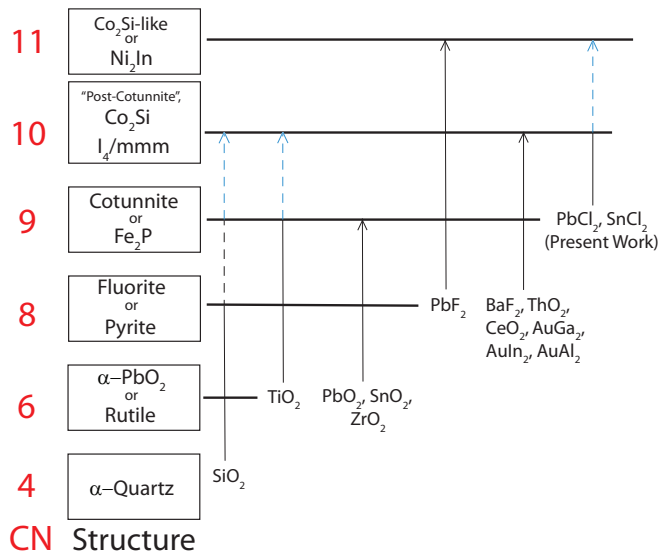 11
Co₂Si-like
or
Ni₂In
10
"Post-Cotunnite",
Co₂Si
I₄/mmm
9
Cotunnite
or
Fe₂P
PbCl₂, SnCl₂
(Present Work)
8
Fluorite
or
Pyrite
PbF₂
BaF₂, ThO₂,
CeO₂, AuGa₂,
AuIn₂, AuAl₂
6
α−PbO₂
or
Rutile
TiO₂
PbO₂, SnO₂,
ZrO₂
4
α−Quartz
SiO₂
CN Structure